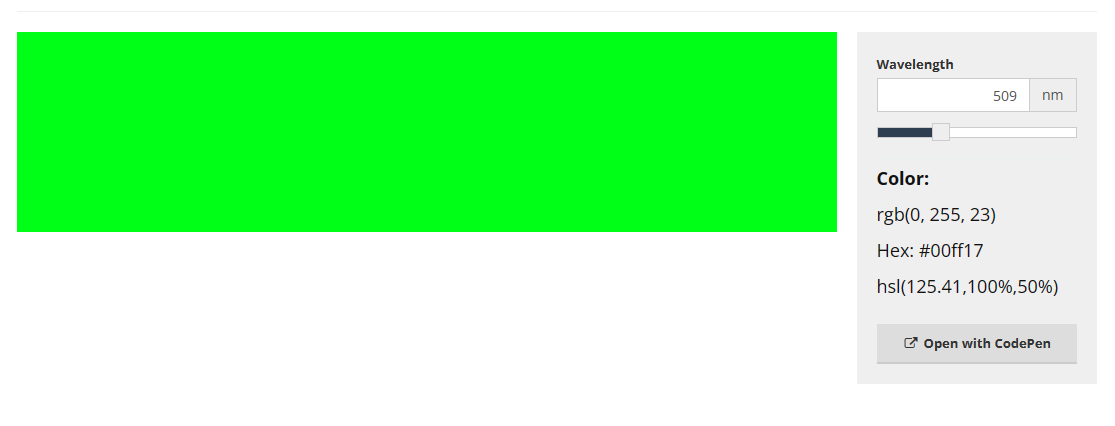 Wavelength
509 nm
Color:
rgb(0, 255, 23)
Hex: #00ff17
hsl(125.41,100%,50%)
Open with CodePen